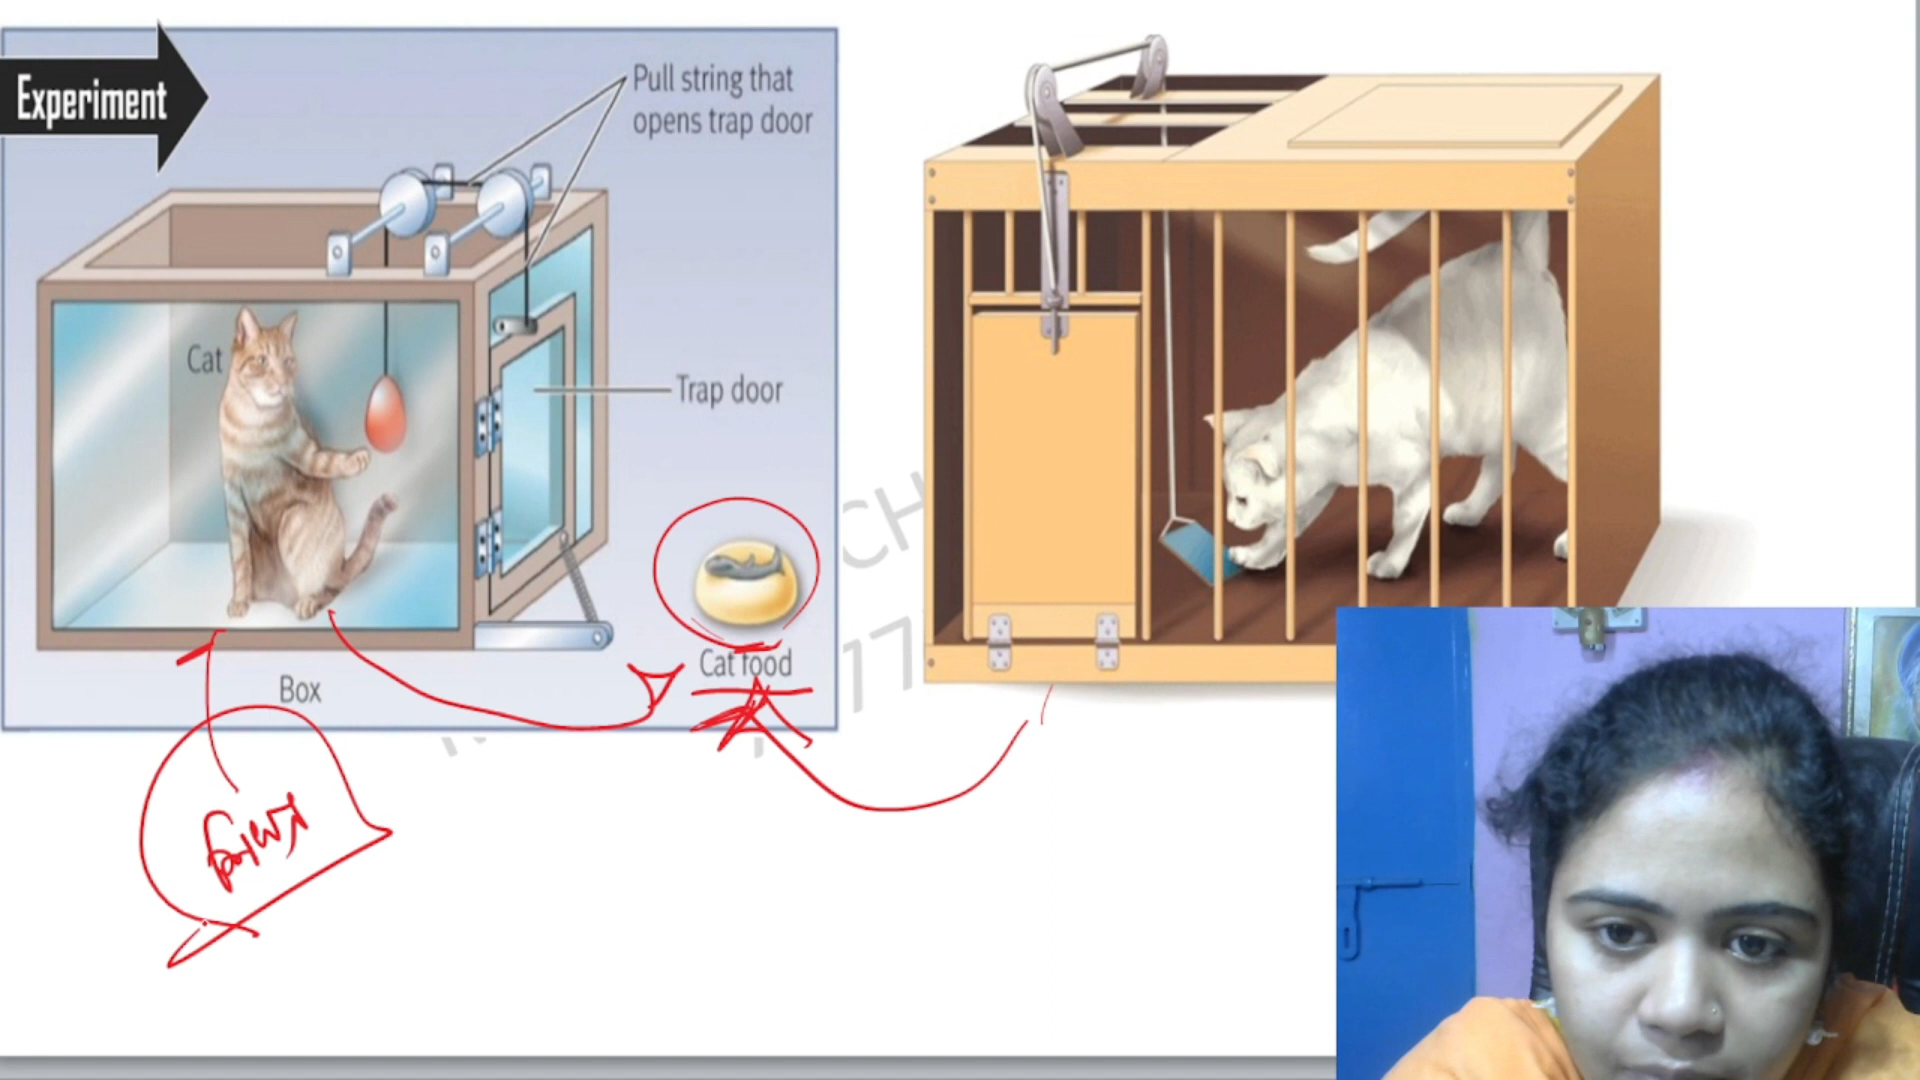 Experiment
Pull string that
opens trap door
Cat
Trap door
Cat food
Box